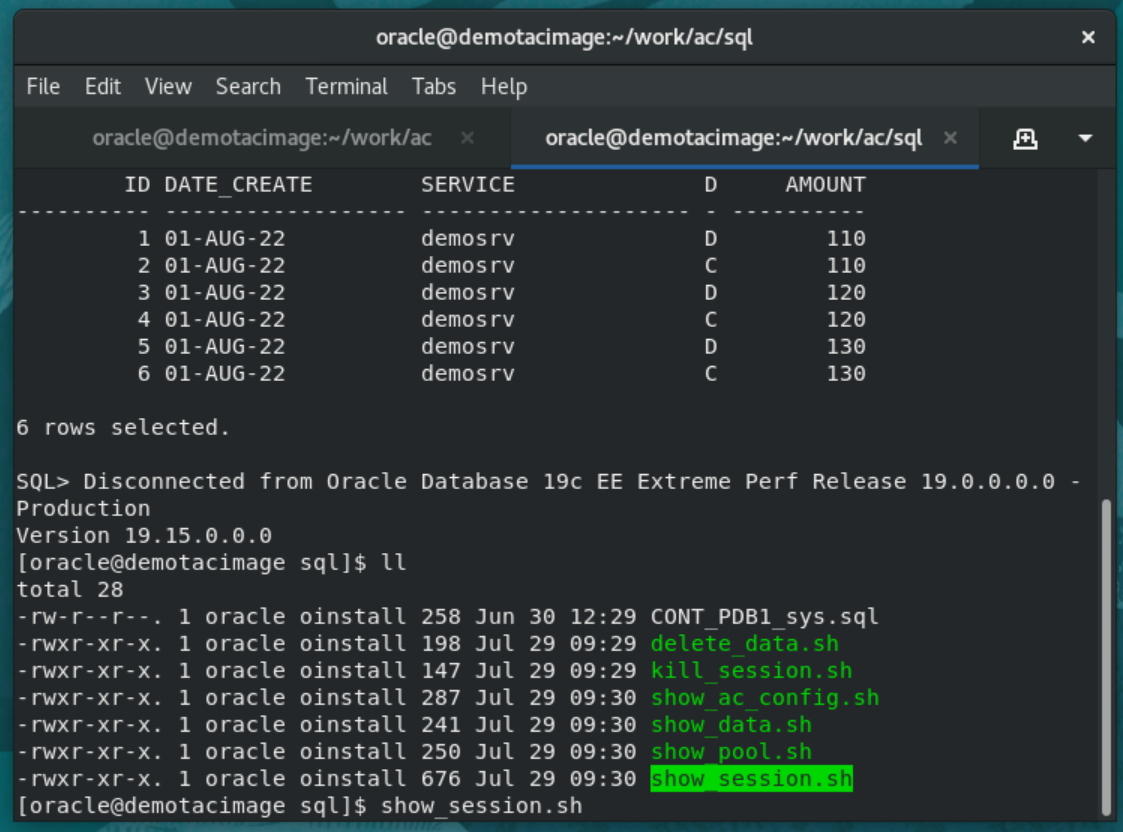 oracle@demotacimage:~/work/ac/sql
File Edit View Search Terminal Tabs Help
oracle@demotacimage:~/work/ac
oracle@demotacimage:~/work/ac/sql
ID DATE_CREATE SERVICE D AMOUNT
---------- ------------------ -------------------- - ----------
1 01-AUG-22 demosrv D 110
2 01-AUG-22 demosrv C 110
3 01-AUG-22 demosrv D 120
4 01-AUG-22 demosrv C 120
5 01-AUG-22 demosrv D 130
6 01-AUG-22 demosrv C 130
6 rows selected.
SQL> Disconnected from Oracle Database 19c EE Extreme Perf Release 19.0.0.0.0 -
Production
Version 19.15.0.0.0
[oracle@demotacimage sql]$ ll
total 28
-rw-r--r--. 1 oracle oinstall 258 Jun 30 12:29 CONT_PDB1_sys.sql
-rwxr-xr-x. 1 oracle oinstall 198 Jul 29 09:29 delete_data.sh
-rwxr-xr-x. 1 oracle oinstall 147 Jul 29 09:29 kill_session.sh
-rwxr-xr-x. 1 oracle oinstall 287 Jul 29 09:30 show_ac_config.sh
-rwxr-xr-x. 1 oracle oinstall 241 Jul 29 09:30 show_data.sh
-rwxr-xr-x. 1 oracle oinstall 250 Jul 29 09:30 show_pool.sh
-rwxr-xr-x. 1 oracle oinstall 676 Jul 29 09:30 show_session.sh
[oracle@demotacimage sql]$ show_session.sh